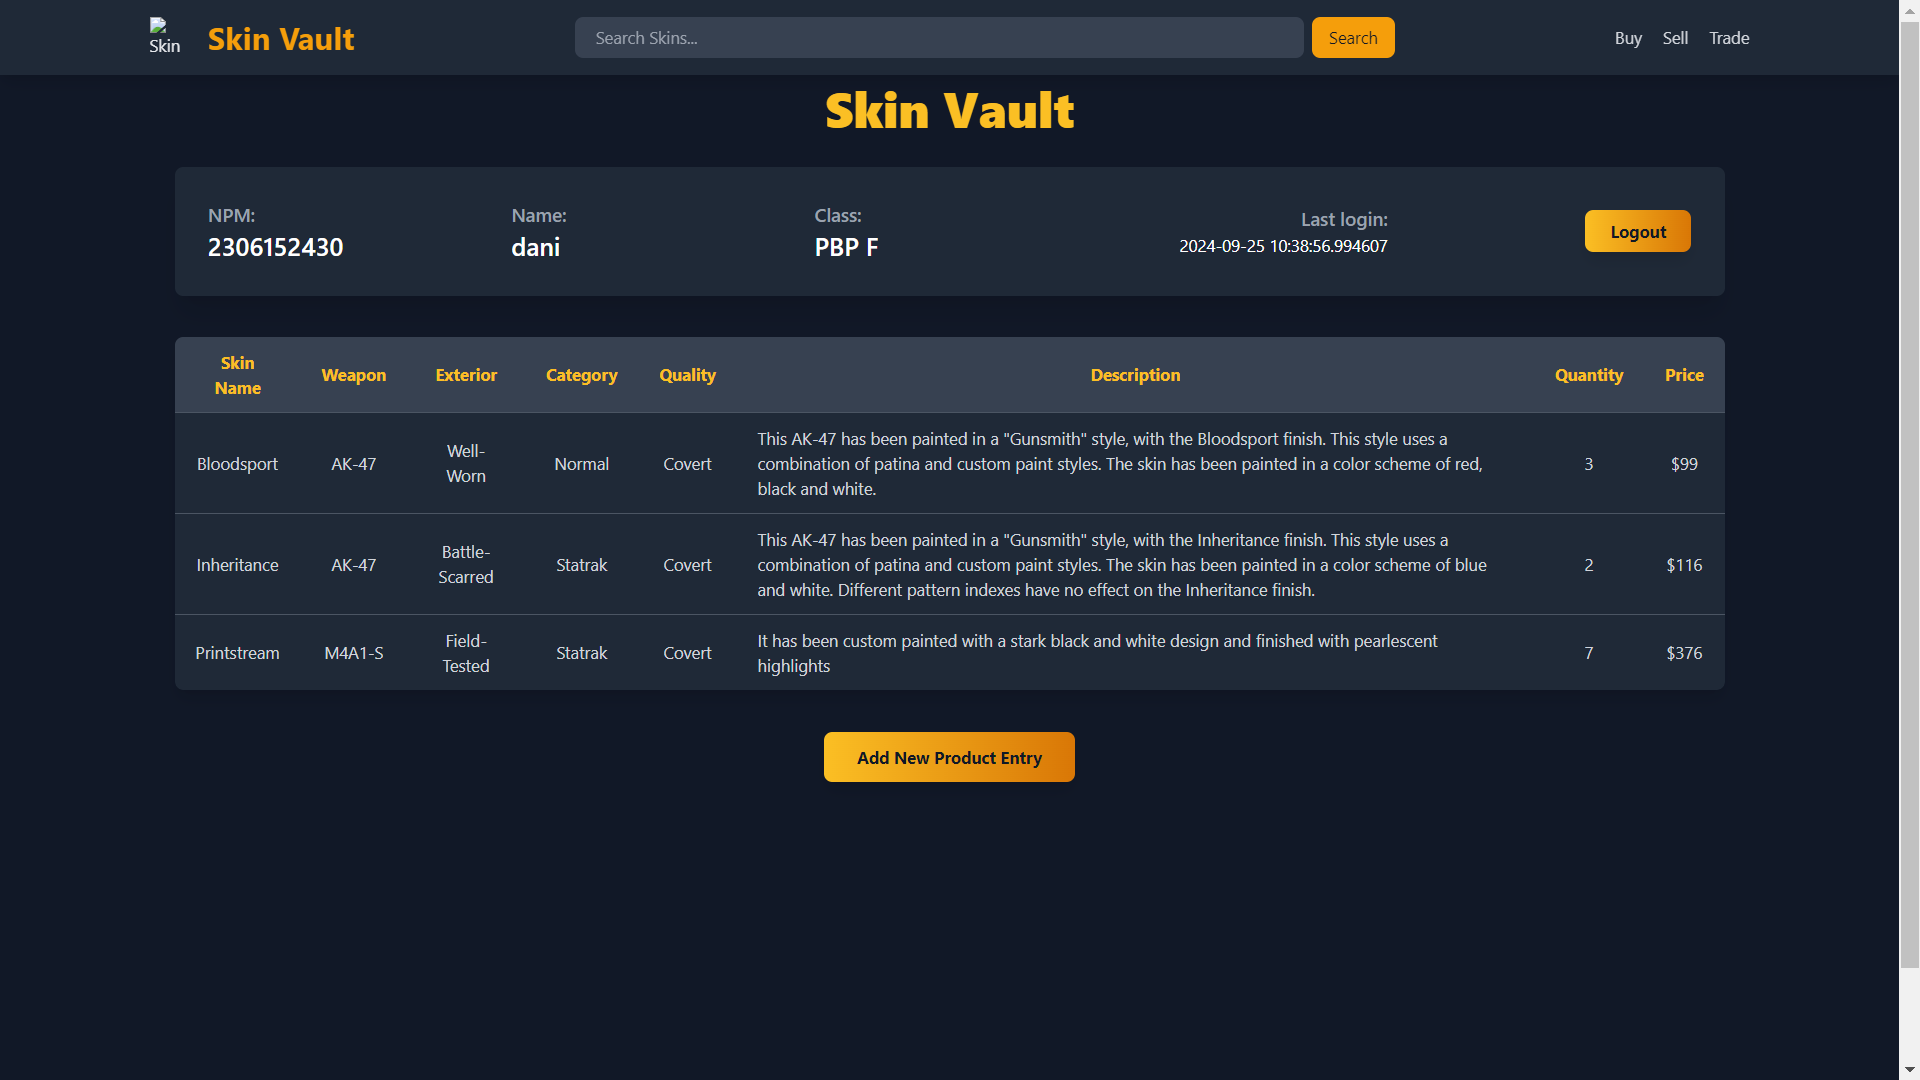 Skin
Skin Vault
Search Skins...
Search
Buy
Sell
Trade
Skin Vault
NPM:
2306152430
Name:
dani
Class:
PBP F
Last login:
2024-09-25 10:38:56.994607
Logout
Skin
Name
Weapon
Exterior
Category
Quality
Description
Quantity
Price
Bloodsport
AK-47
Well-
Worn
Normal
Covert
This AK-47 has been painted in a "Gunsmith" style, with the Bloodsport finish. This style uses a
combination of patina and custom paint styles. The skin has been painted in a color scheme of red,
black and white.
3
$99
Inheritance
AK-47
Battle-
Scarred
Statrak
Covert
This AK-47 has been painted in a "Gunsmith" style, with the Inheritance finish. This style uses a
combination of patina and custom paint styles. The skin has been painted in a color scheme of blue
and white. Different pattern indexes have no effect on the Inheritance finish.
2
$116
Printstream
M4A1-S
Field-
Tested
Statrak
Covert
It has been custom painted with a stark black and white design and finished with pearlescent
highlights
7
$376
Add New Product Entry